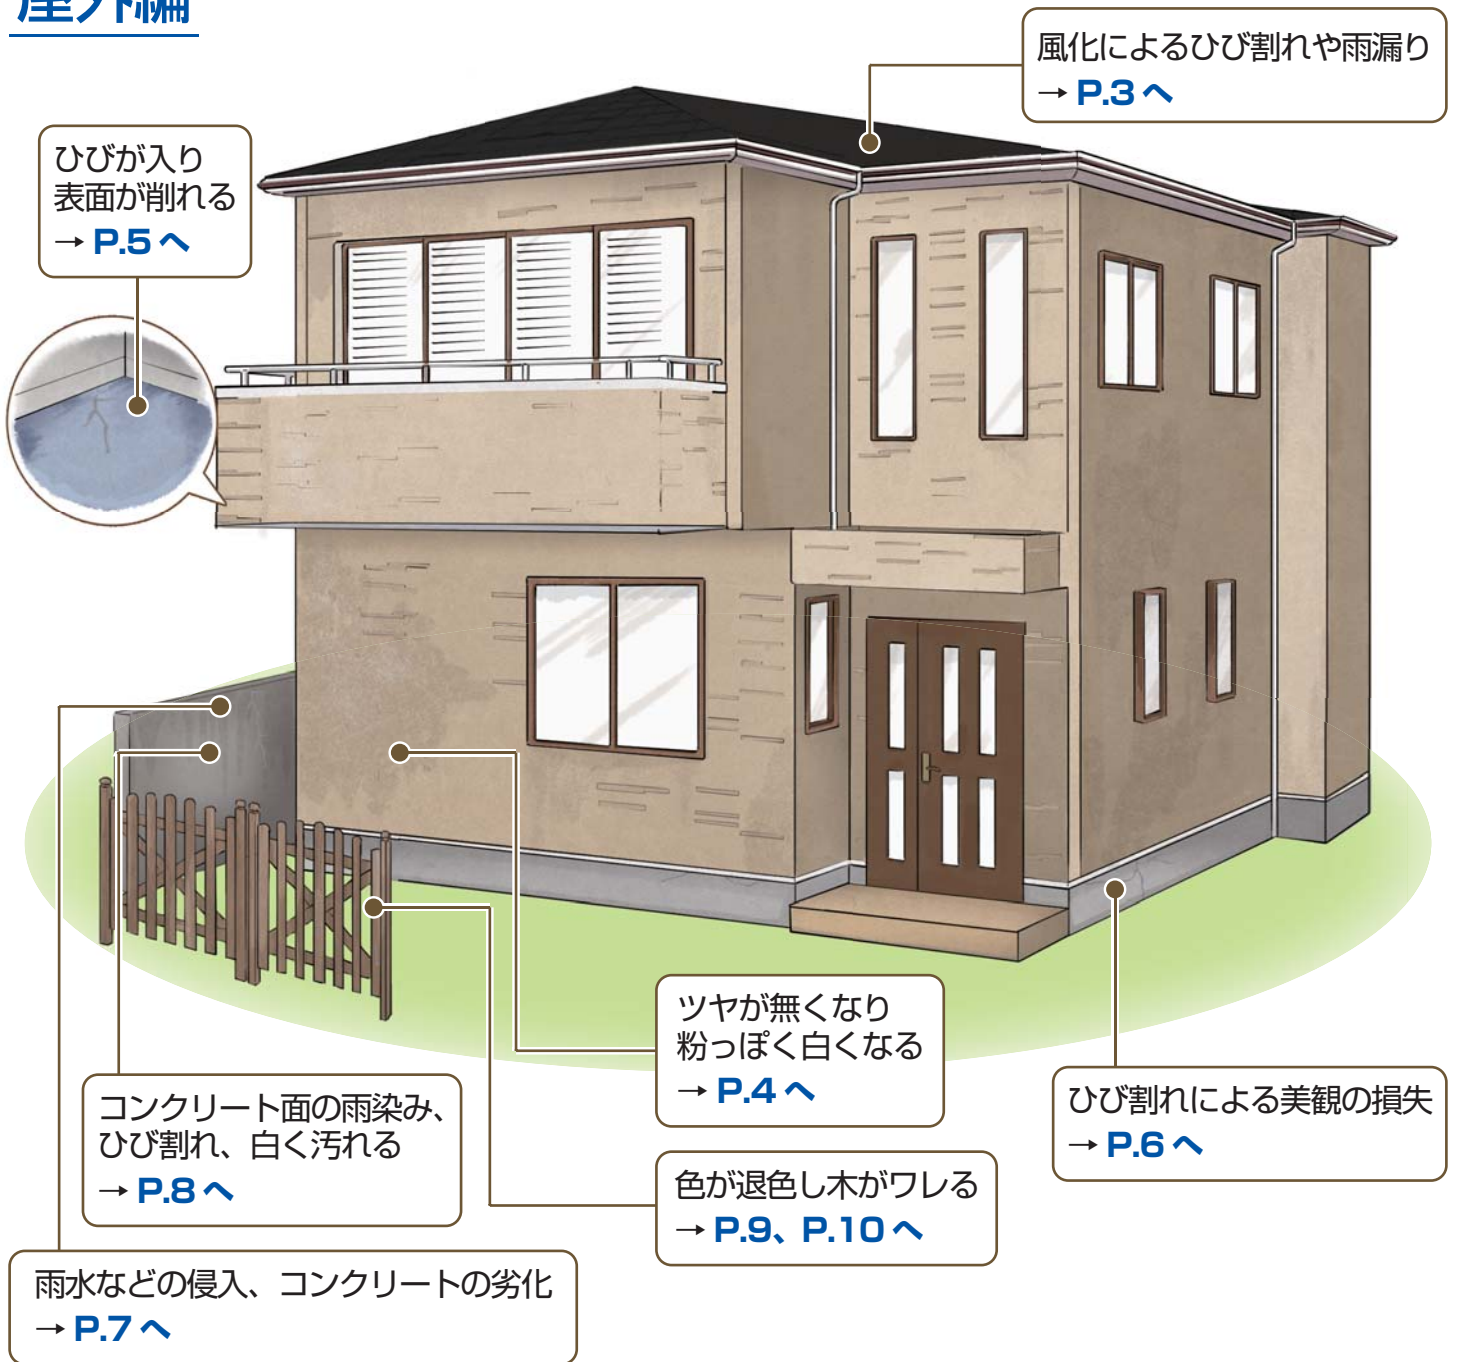 屋外編
風化によるひび割れや雨漏り
→ P.3 へ
ひびが入り
表面が削れる
→ P.5 へ
ツヤが無くなり
粉っぽく白くなる
→ P.4 へ
ひび割れによる美観の損失
→ P.6 へ
コンクリート面の雨染み、
ひび割れ、白く汚れる
→ P.8 へ
色が退色し木がワレる
→ P.9、P.10 へ
雨水などの侵入、コンクリートの劣化
→ P.7 へ